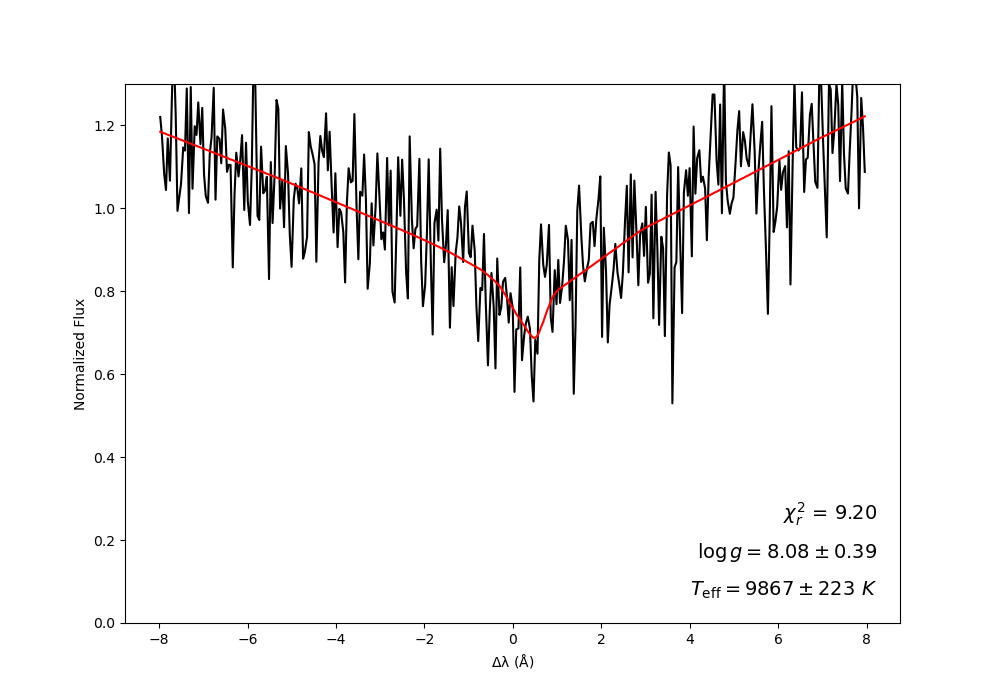 1.2
1.0
0.8
0.6
0.4
0.2
0.0
Normalized Flux
χ²ᵣ = 9.20
log g = 8.08 ± 0.39
T_eff = 9867 ± 223 K
−8 −6 −4 −2 0 2 4 6 8
Δλ (Å)